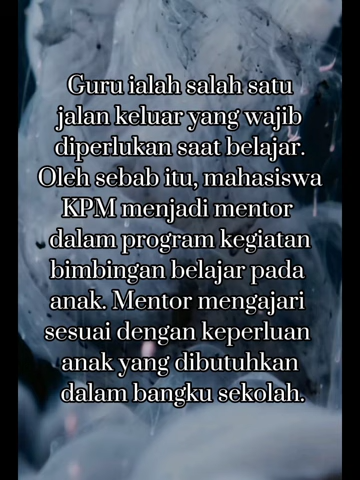 Guru ialah salah satu
jalan keluar yang wajib
diperlukan saat belajar.
Oleh sebab itu, mahasiswa
KPM menjadi mentor
dalam program kegiatan
bimbingan belajar pada
anak. Mentor mengajari
sesuai dengan keperluan
anak yang dibutuhkan
dalam bangku sekolah.